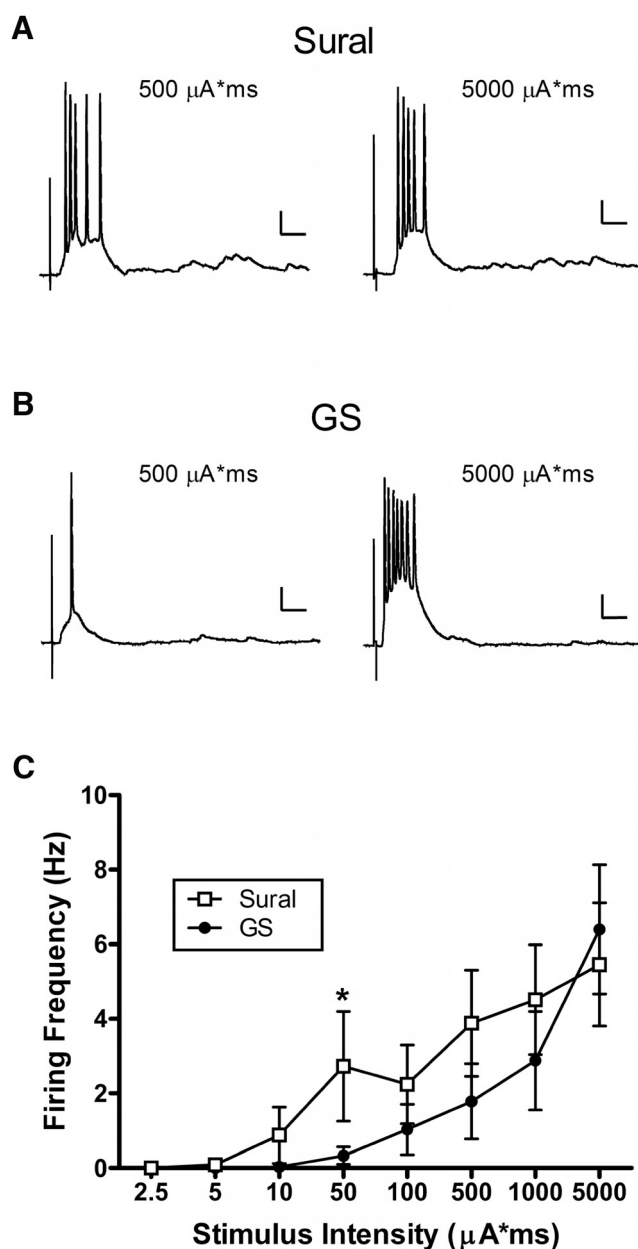 A
Sural
500 μA*ms
5000 μA*ms
B
GS
500 μA*ms
5000 μA*ms
C
10
8
6
4
2
0
Firing Frequency (Hz)
Sural
GS
*
2.5 5 10 50 100 500 1000 5000
Stimulus Intensity (μA*ms)